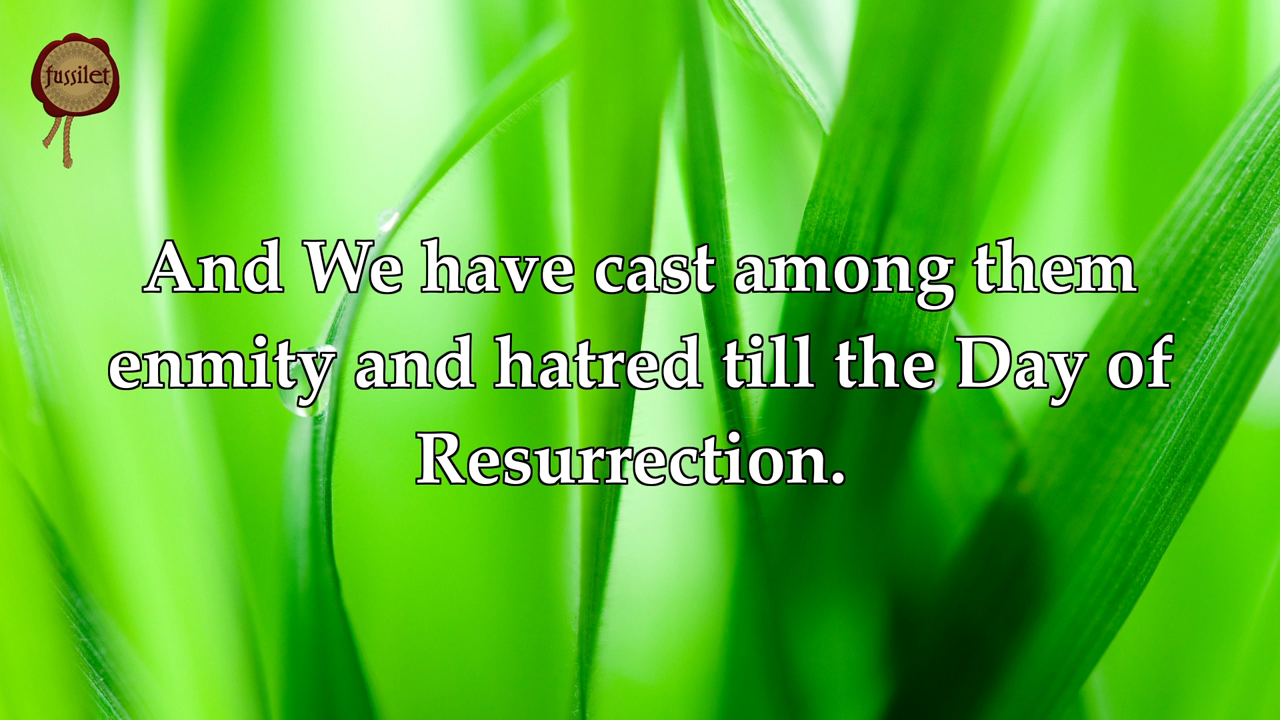 fussilet
And We have cast among them
enmity and hatred till the Day of
Resurrection.